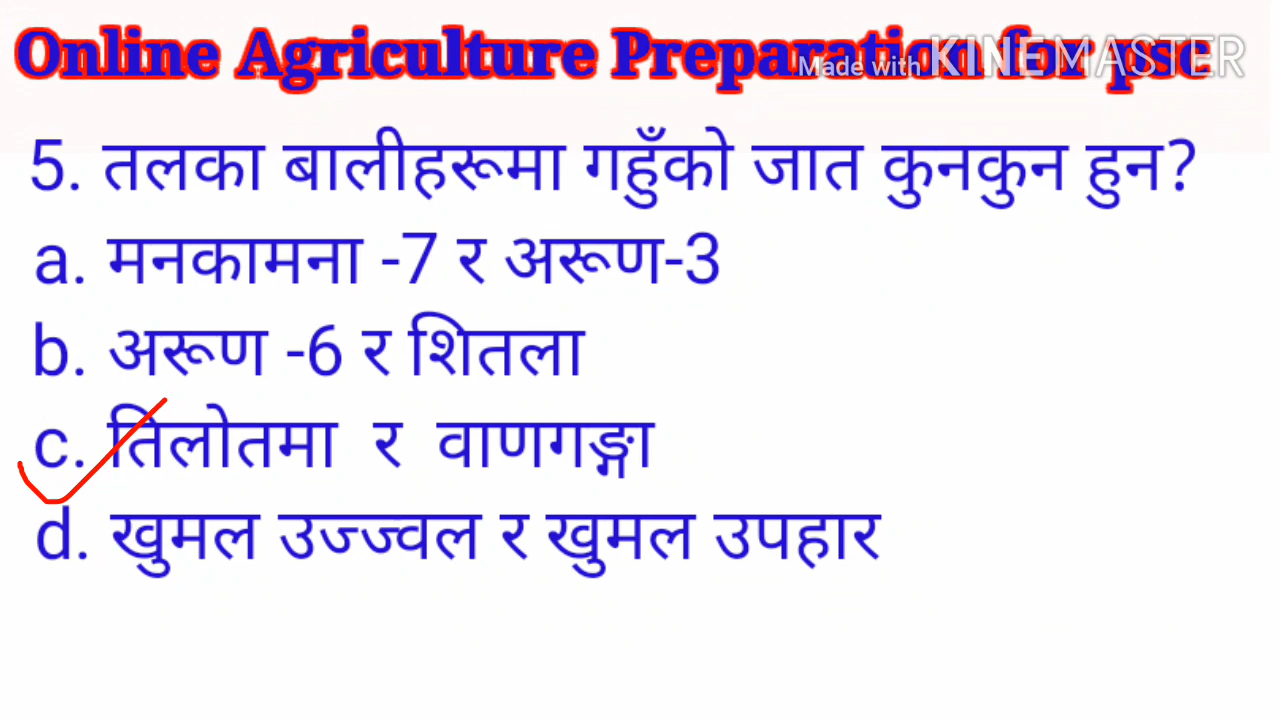 Online Agriculture Preparation for psc
Made with KINEMASTER
5. तलका बालीहरूमा गहुँको जात कुनकुन हुन?
a. मनकामना -7 र अरूण-3
b. अरूण -6 र शितला
c. तिलोतमा र वाणगङ्गा
d. खुमल उज्ज्वल र खुमल उपहार